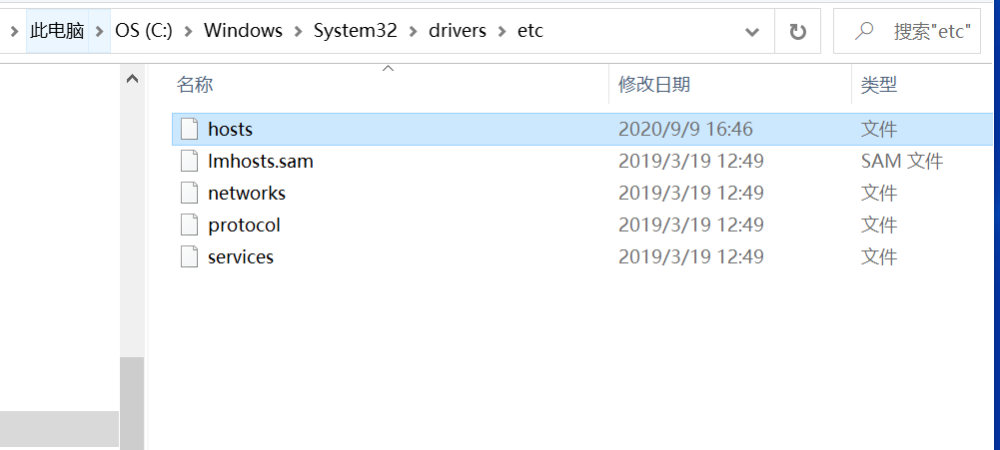 此电脑 OS (C:) Windows System32 drivers etc 搜索"etc"
名称 修改日期 类型
hosts 2020/9/9 16:46 文件
lmhosts.sam 2019/3/19 12:49 SAM 文件
networks 2019/3/19 12:49 文件
protocol 2019/3/19 12:49 文件
services 2019/3/19 12:49 文件